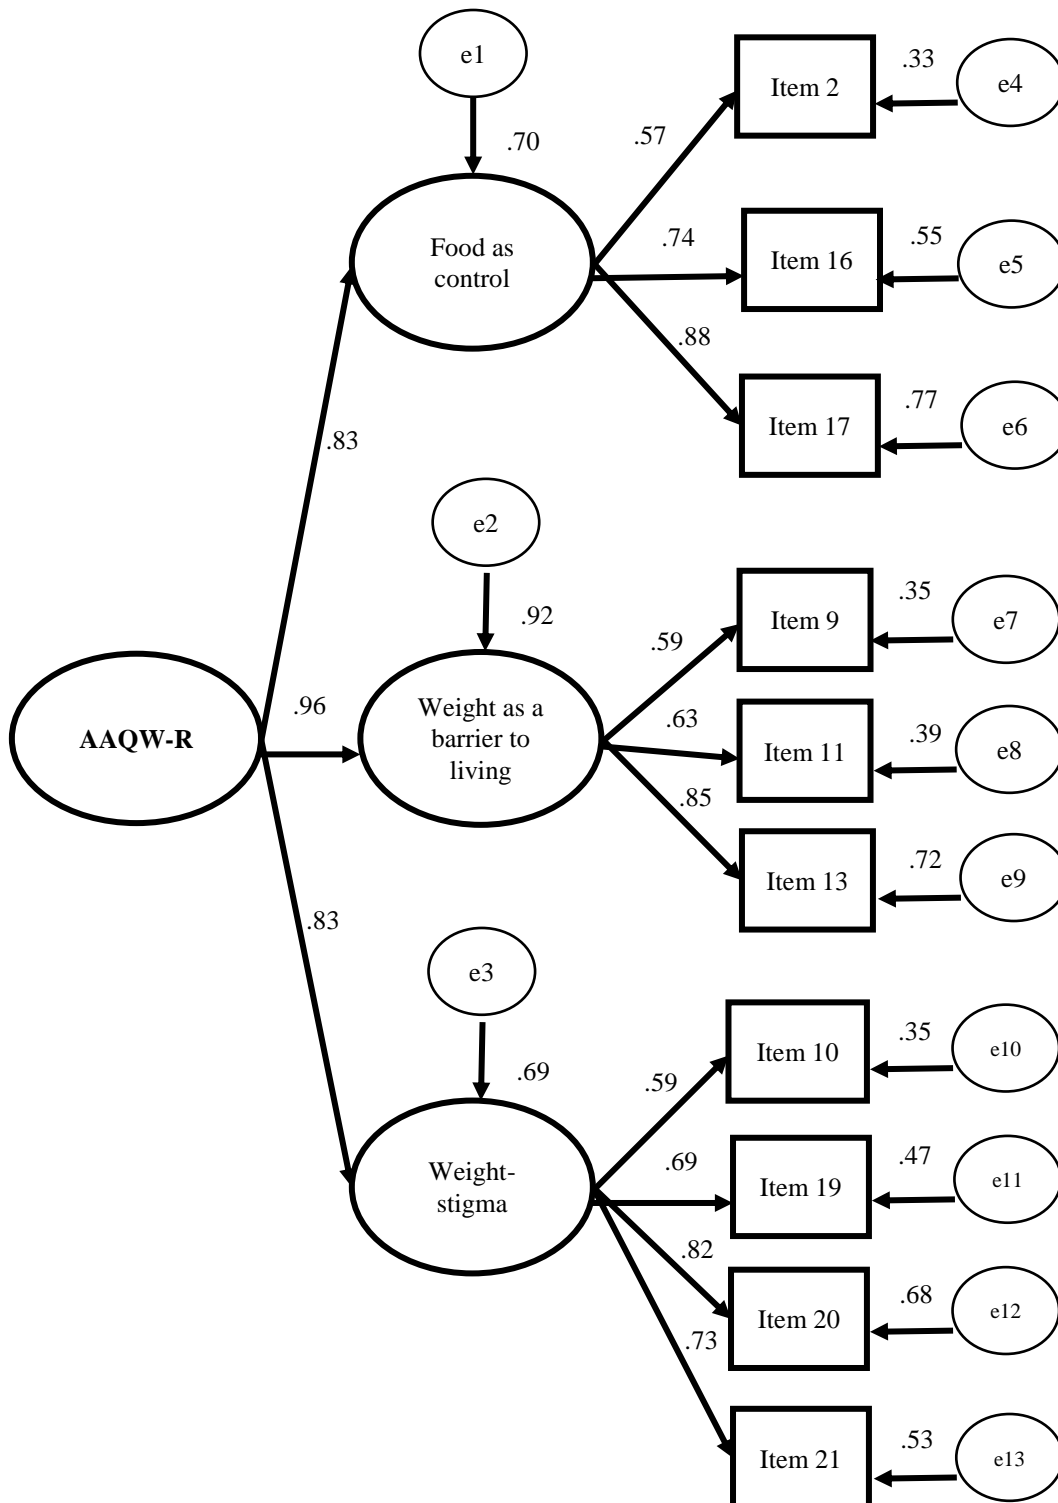 e1
.70
Food as
control
.57
Item 2
.33
e4
.74
Item 16
.55
e5
.88
Item 17
.77
e6
.83
e2
.92
AAQW-R
.96
Weight as a
barrier to
living
.59
Item 9
.35
e7
.63
Item 11
.39
e8
.85
Item 13
.72
e9
.83
e3
.69
Weight-
stigma
.59
Item 10
.35
e10
.69
Item 19
.47
e11
.82
Item 20
.68
e12
.73
Item 21
.53
e13